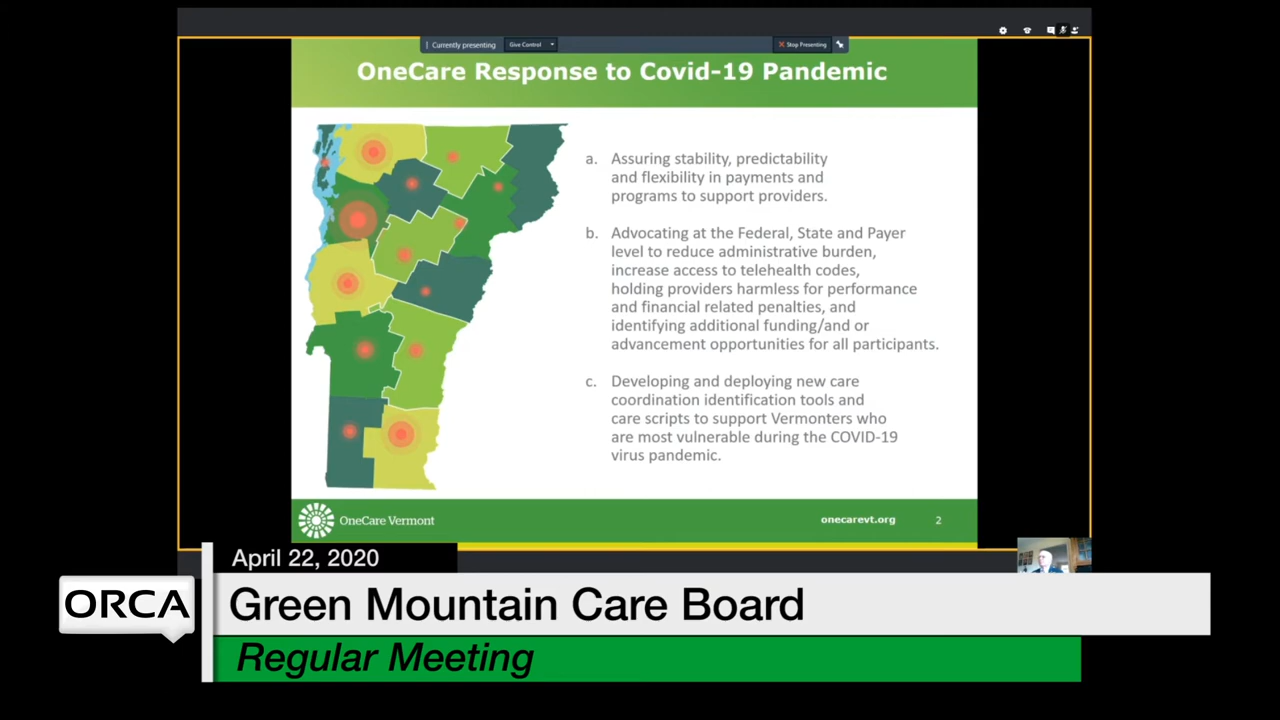 Currently presenting
Give Control
Stop Presenting
OneCare Response to Covid-19 Pandemic
a. Assuring stability, predictability
and flexibility in payments and
programs to support providers.
b. Advocating at the Federal, State and Payer
level to reduce administrative burden,
increase access to telehealth codes,
holding providers harmless for performance
and financial related penalties, and
identifying additional funding/and or
advancement opportunities for all participants.
c. Developing and deploying new care
coordination identification tools and
care scripts to support Vermonters who
are most vulnerable during the COVID-19
virus pandemic.
OneCare Vermont
onecarevt.org
2
April 22, 2020
ORCA
Green Mountain Care Board
Regular Meeting